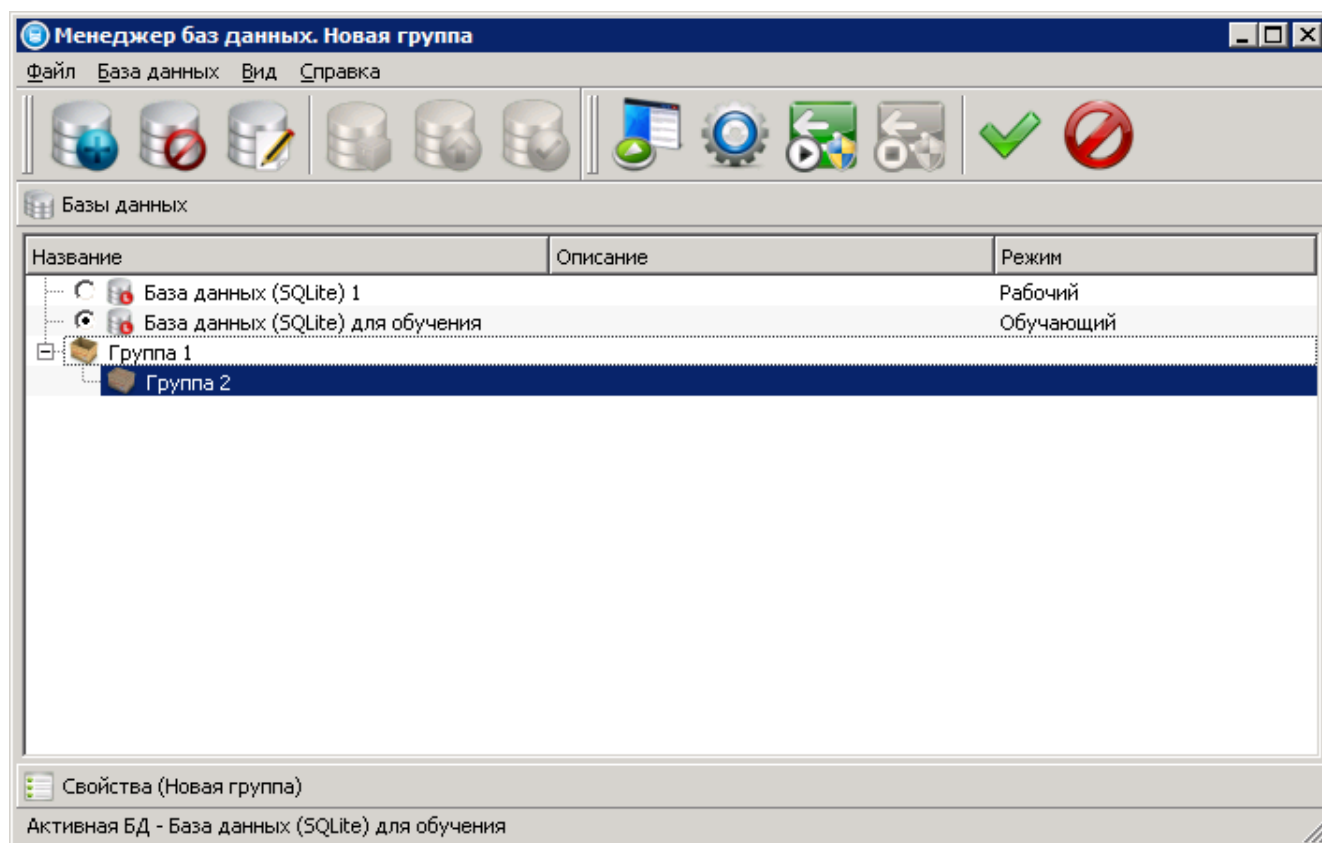 Менеджер баз данных. Новая группа
Файл База данных Вид Справка
Базы данных
Название Описание Режим
База данных (SQLite) 1 Рабочий
База данных (SQLite) для обучения Обучающий
Группа 1
Группа 2
Свойства (Новая группа)
Активная БД - База данных (SQLite) для обучения